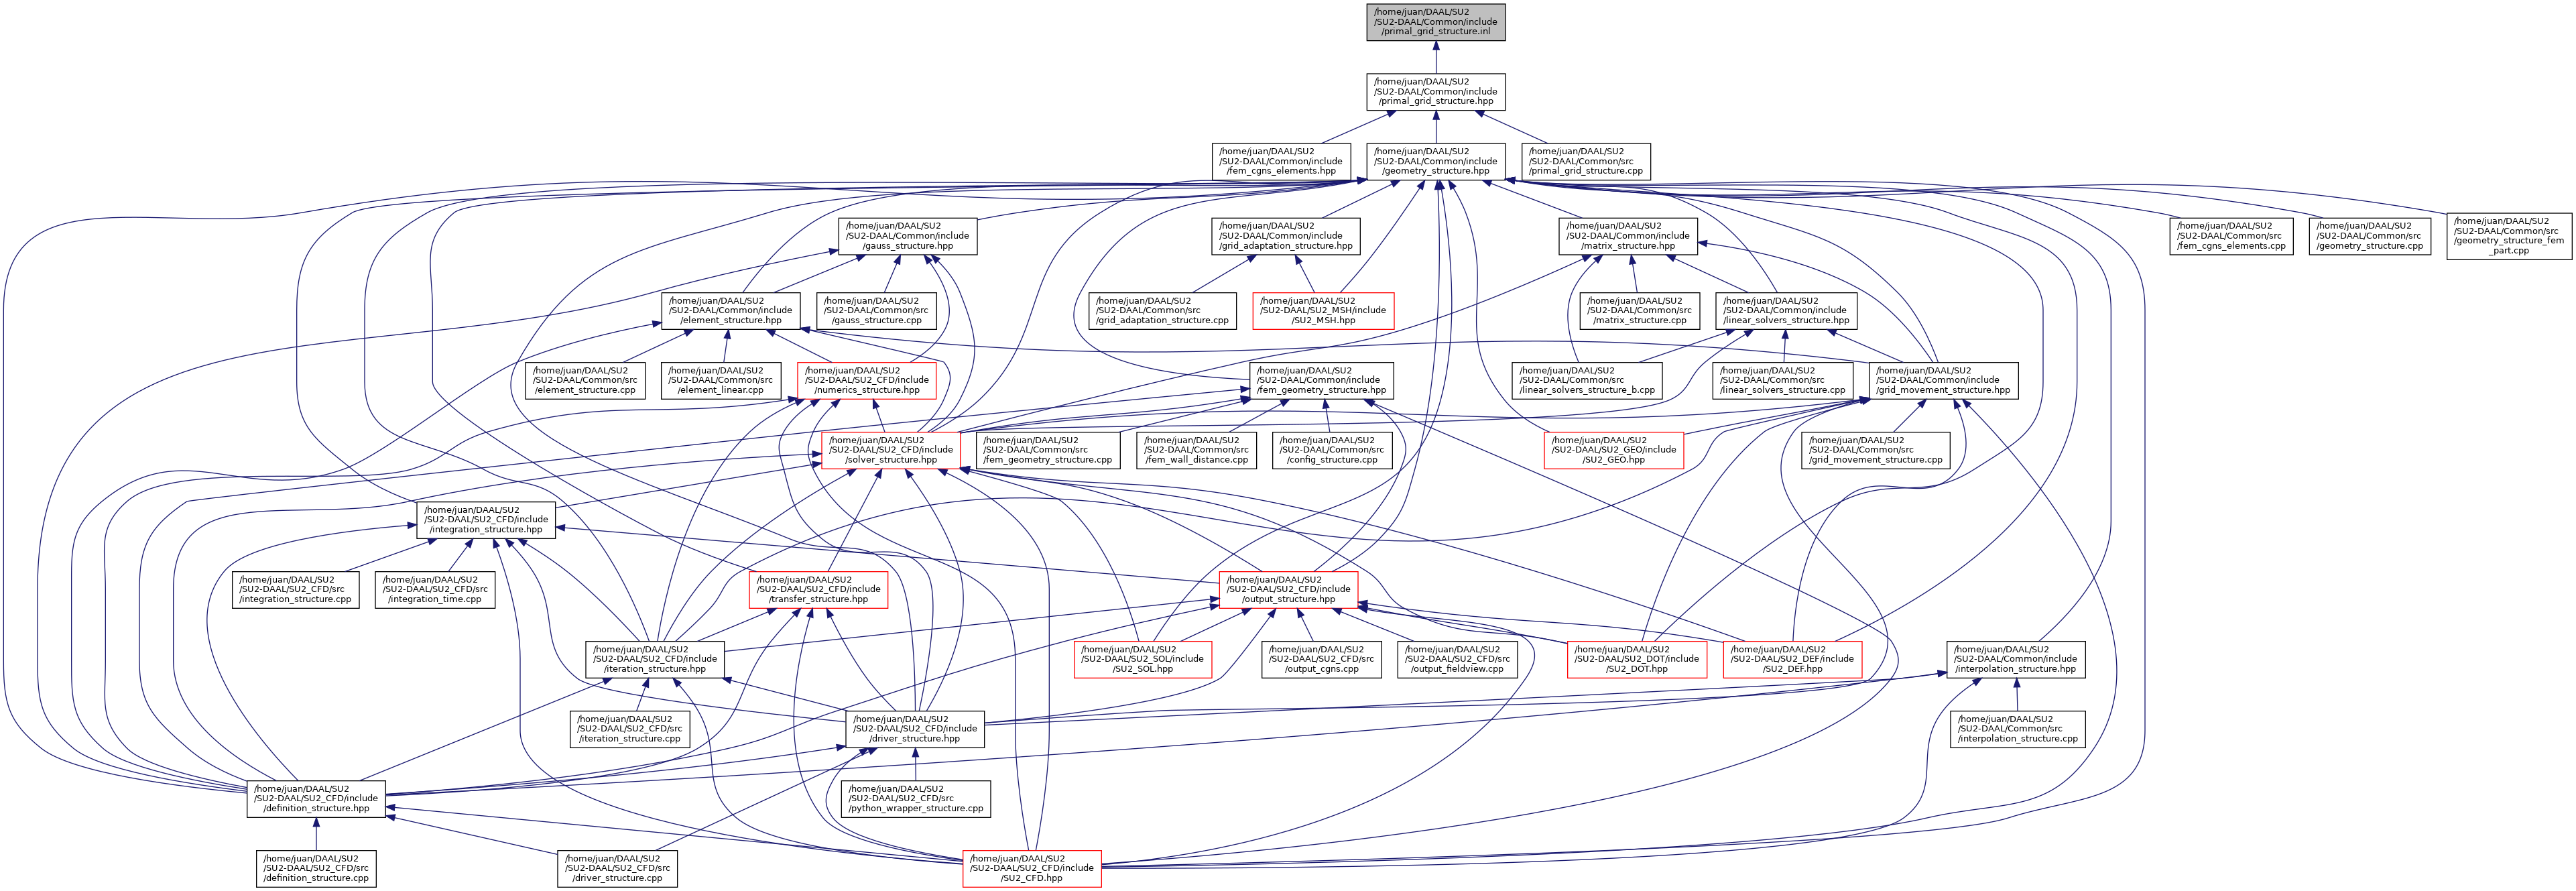 /home/juan/DAAL/SU2
/SU2-DAAL/Common/include
/primal_grid_structure.inl
/home/juan/DAAL/SU2
/SU2-DAAL/Common/include
/primal_grid_structure.hpp
/home/juan/DAAL/SU2
/SU2-DAAL/Common/include
/fem_cgns_elements.hpp
/home/juan/DAAL/SU2
/SU2-DAAL/Common/include
/geometry_structure.hpp
/home/juan/DAAL/SU2
/SU2-DAAL/Common/src
/primal_grid_structure.cpp
/home/juan/DAAL/SU2
/SU2-DAAL/Common/include
/gauss_structure.hpp
/home/juan/DAAL/SU2
/SU2-DAAL/Common/include
/grid_adaptation_structure.hpp
/home/juan/DAAL/SU2
/SU2-DAAL/Common/include
/matrix_structure.hpp
/home/juan/DAAL/SU2
/SU2-DAAL/Common/src
/fem_cgns_elements.cpp
/home/juan/DAAL/SU2
/SU2-DAAL/Common/src
/geometry_structure.cpp
/home/juan/DAAL/SU2
/SU2-DAAL/Common/src
/geometry_structure_fem
_part.cpp
/home/juan/DAAL/SU2
/SU2-DAAL/Common/include
/element_structure.hpp
/home/juan/DAAL/SU2
/SU2-DAAL/Common/src
/gauss_structure.cpp
/home/juan/DAAL/SU2
/SU2-DAAL/Common/src
/grid_adaptation_structure.cpp
/home/juan/DAAL/SU2
/SU2-DAAL/SU2_MSH/include
/SU2_MSH.hpp
/home/juan/DAAL/SU2
/SU2-DAAL/Common/src
/matrix_structure.cpp
/home/juan/DAAL/SU2
/SU2-DAAL/Common/include
/linear_solvers_structure.hpp
/home/juan/DAAL/SU2
/SU2-DAAL/Common/src
/element_structure.cpp
/home/juan/DAAL/SU2
/SU2-DAAL/Common/src
/element_linear.cpp
/home/juan/DAAL/SU2
/SU2-DAAL/SU2_CFD/include
/numerics_structure.hpp
/home/juan/DAAL/SU2
/SU2-DAAL/Common/include
/fem_geometry_structure.hpp
/home/juan/DAAL/SU2
/SU2-DAAL/Common/src
/linear_solvers_structure_b.cpp
/home/juan/DAAL/SU2
/SU2-DAAL/Common/src
/linear_solvers_structure.cpp
/home/juan/DAAL/SU2
/SU2-DAAL/Common/include
/grid_movement_structure.hpp
/home/juan/DAAL/SU2
/SU2-DAAL/SU2_CFD/include
/solver_structure.hpp
/home/juan/DAAL/SU2
/SU2-DAAL/Common/src
/fem_geometry_structure.cpp
/home/juan/DAAL/SU2
/SU2-DAAL/Common/src
/fem_wall_distance.cpp
/home/juan/DAAL/SU2
/SU2-DAAL/Common/src
/config_structure.cpp
/home/juan/DAAL/SU2
/SU2-DAAL/SU2_GEO/include
/SU2_GEO.hpp
/home/juan/DAAL/SU2
/SU2-DAAL/Common/src
/grid_movement_structure.cpp
/home/juan/DAAL/SU2
/SU2-DAAL/SU2_CFD/include
/integration_structure.hpp
/home/juan/DAAL/SU2
/SU2-DAAL/SU2_CFD/src
/integration_structure.cpp
/home/juan/DAAL/SU2
/SU2-DAAL/SU2_CFD/src
/integration_time.cpp
/home/juan/DAAL/SU2
/SU2-DAAL/SU2_CFD/include
/transfer_structure.hpp
/home/juan/DAAL/SU2
/SU2-DAAL/SU2_CFD/include
/output_structure.hpp
/home/juan/DAAL/SU2
/SU2-DAAL/SU2_CFD/include
/iteration_structure.hpp
/home/juan/DAAL/SU2
/SU2-DAAL/SU2_SOL/include
/SU2_SOL.hpp
/home/juan/DAAL/SU2
/SU2-DAAL/SU2_CFD/src
/output_cgns.cpp
/home/juan/DAAL/SU2
/SU2-DAAL/SU2_CFD/src
/output_fieldview.cpp
/home/juan/DAAL/SU2
/SU2-DAAL/SU2_DOT/include
/SU2_DOT.hpp
/home/juan/DAAL/SU2
/SU2-DAAL/SU2_DEF/include
/SU2_DEF.hpp
/home/juan/DAAL/SU2
/SU2-DAAL/Common/include
/interpolation_structure.hpp
/home/juan/DAAL/SU2
/SU2-DAAL/SU2_CFD/src
/iteration_structure.cpp
/home/juan/DAAL/SU2
/SU2-DAAL/SU2_CFD/include
/driver_structure.hpp
/home/juan/DAAL/SU2
/SU2-DAAL/Common/src
/interpolation_structure.cpp
/home/juan/DAAL/SU2
/SU2-DAAL/SU2_CFD/include
/definition_structure.hpp
/home/juan/DAAL/SU2
/SU2-DAAL/SU2_CFD/src
/python_wrapper_structure.cpp
/home/juan/DAAL/SU2
/SU2-DAAL/SU2_CFD/src
/definition_structure.cpp
/home/juan/DAAL/SU2
/SU2-DAAL/SU2_CFD/src
/driver_structure.cpp
/home/juan/DAAL/SU2
/SU2-DAAL/SU2_CFD/include
/SU2_CFD.hpp